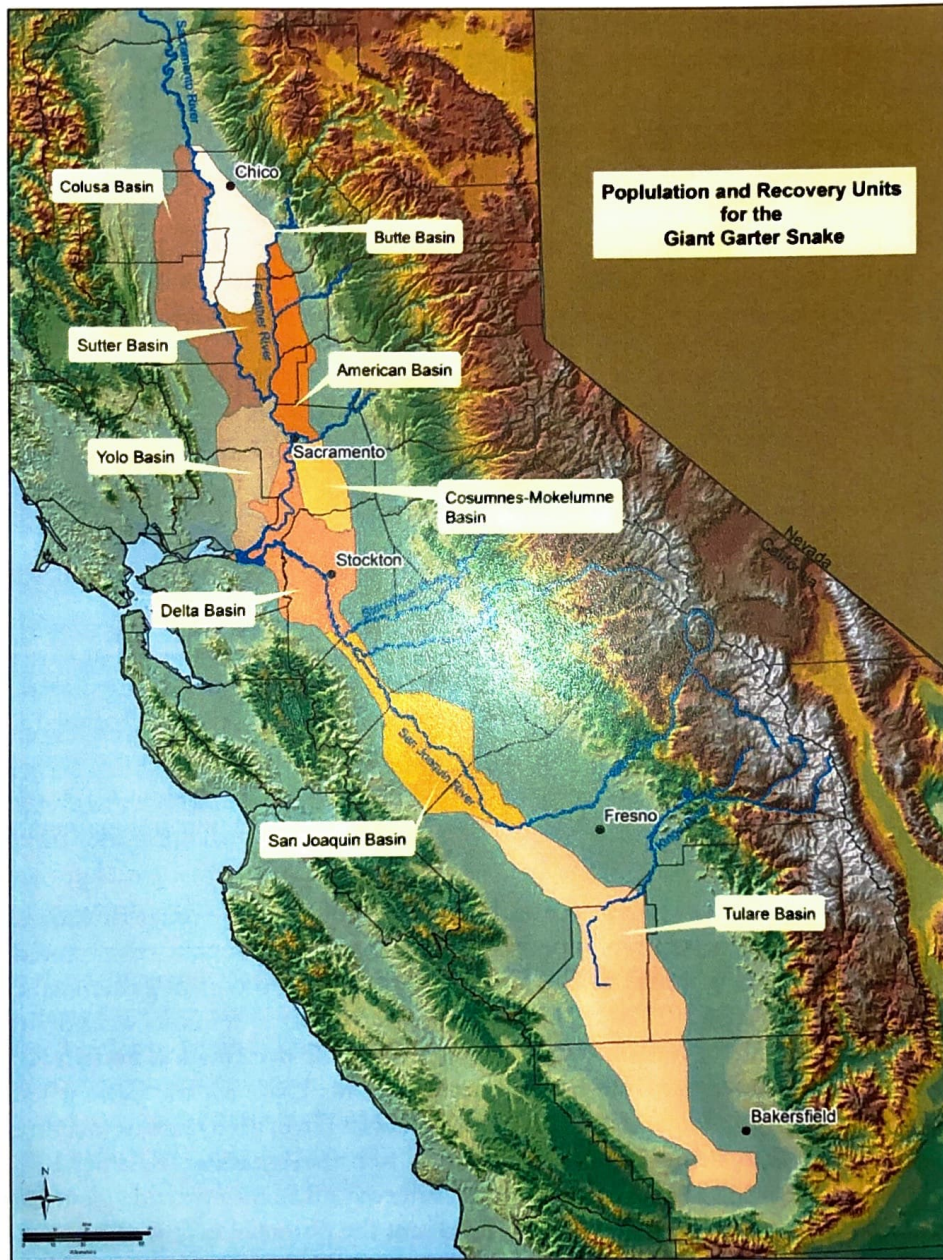 Sacramento River
Chico
Colusa Basin
Poplulation and Recovery Units
for the
Giant Garter Snake
Butte Basin
Feather River
Sutter Basin
American Basin
Sacramento
Yolo Basin
Cosumnes-Mokelumne
Basin
Nevada
California
Stockton
Delta Basin
San Joaquin River
Fresno
San Joaquin Basin
Tulare Basin
Bakersfield
N